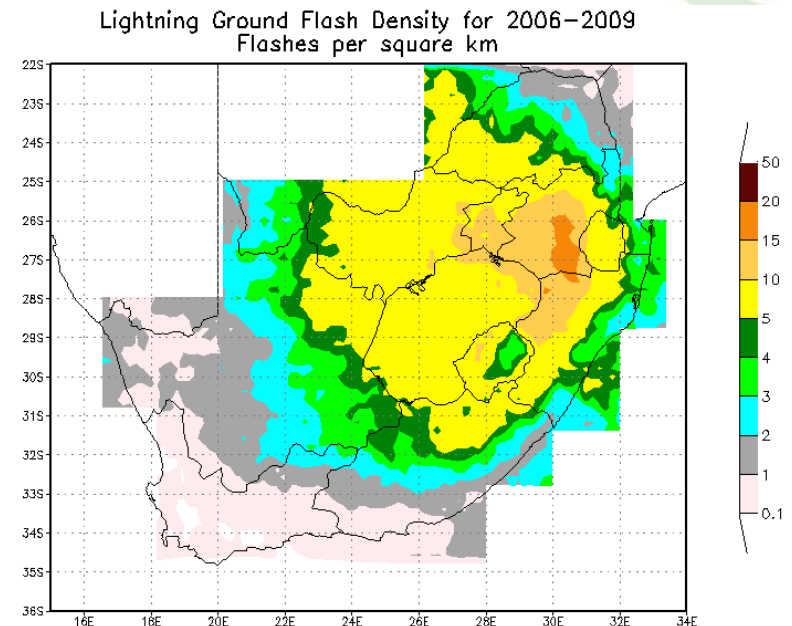 Lightning Ground Flash Density for 2006–2009
Flashes per square km
22S
23S
24S
25S
26S
27S
28S
29S
30S
31S
32S
33S
34S
35S
36S
16E 18E 20E 22E 24E 26E 28E 30E 32E 34E
50
20
15
10
5
4
3
2
1
0.1